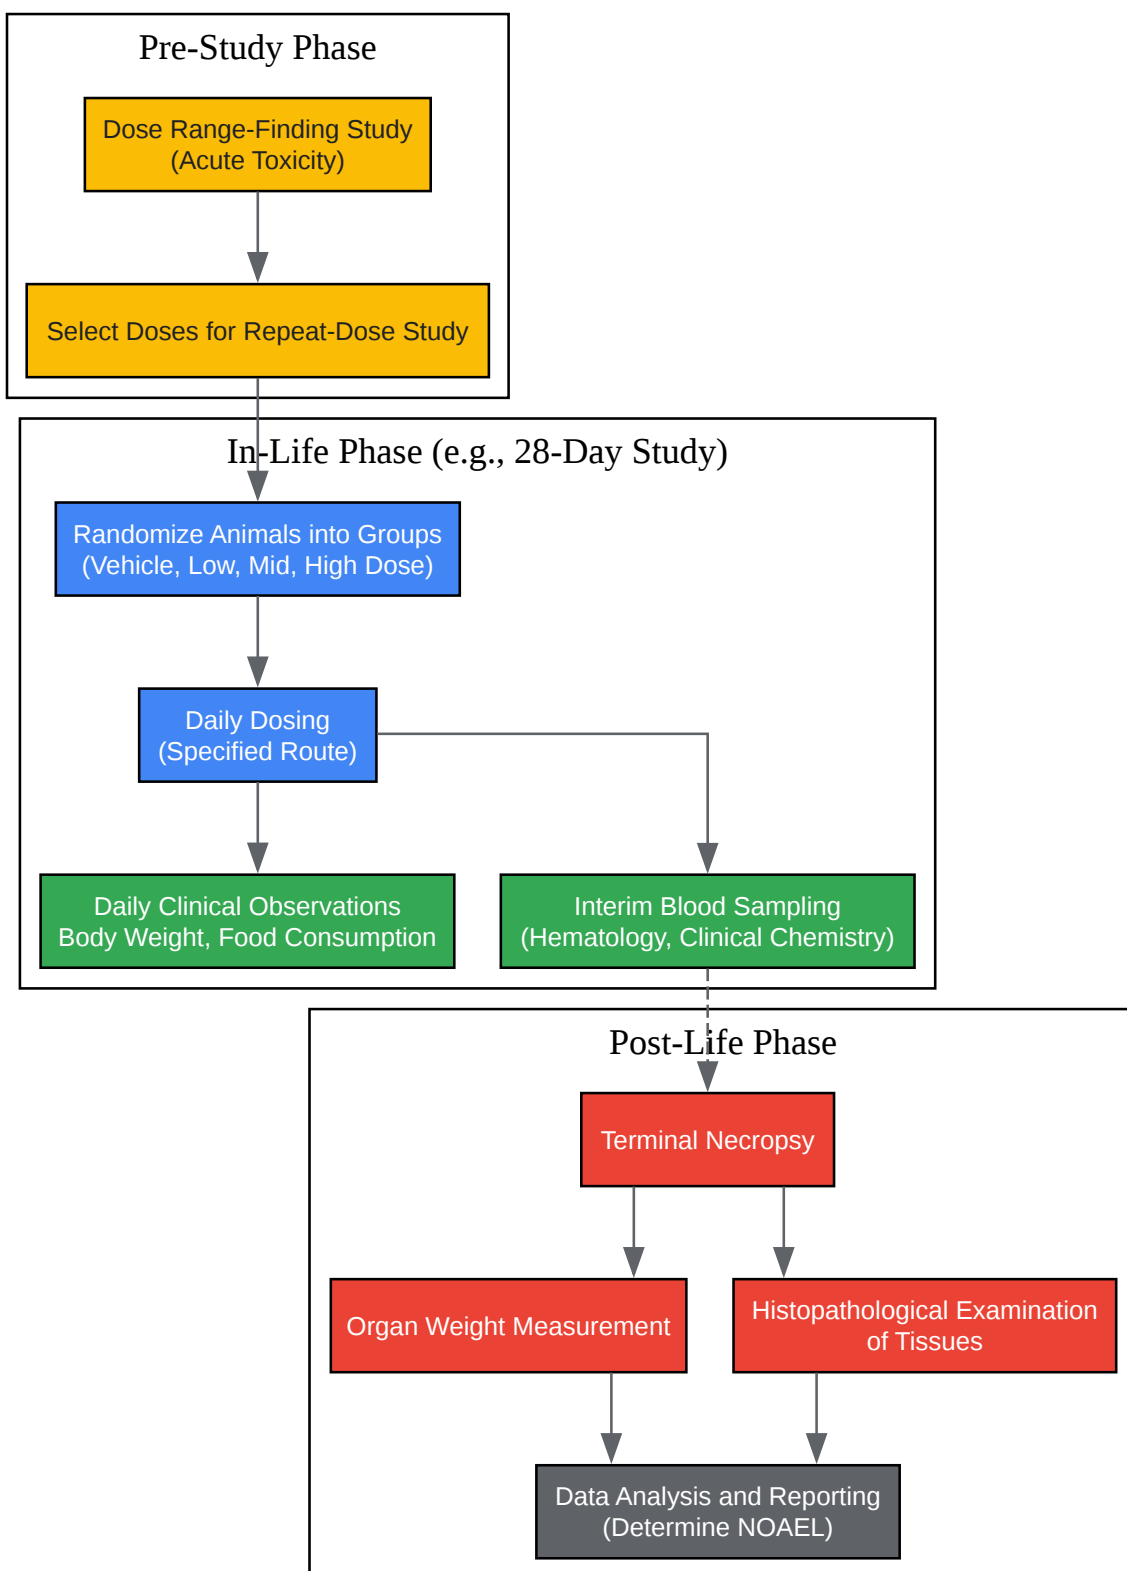 Pre-Study Phase
Dose Range-Finding Study
(Acute Toxicity)
Select Doses for Repeat-Dose Study
In-Life Phase (e.g., 28-Day Study)
Randomize Animals into Groups
(Vehicle, Low, Mid, High Dose)
Daily Dosing
(Specified Route)
Daily Clinical Observations
Body Weight, Food Consumption
Interim Blood Sampling
(Hematology, Clinical Chemistry)
Post-Life Phase
Terminal Necropsy
Organ Weight Measurement
Histopathological Examination
of Tissues
Data Analysis and Reporting
(Determine NOAEL)